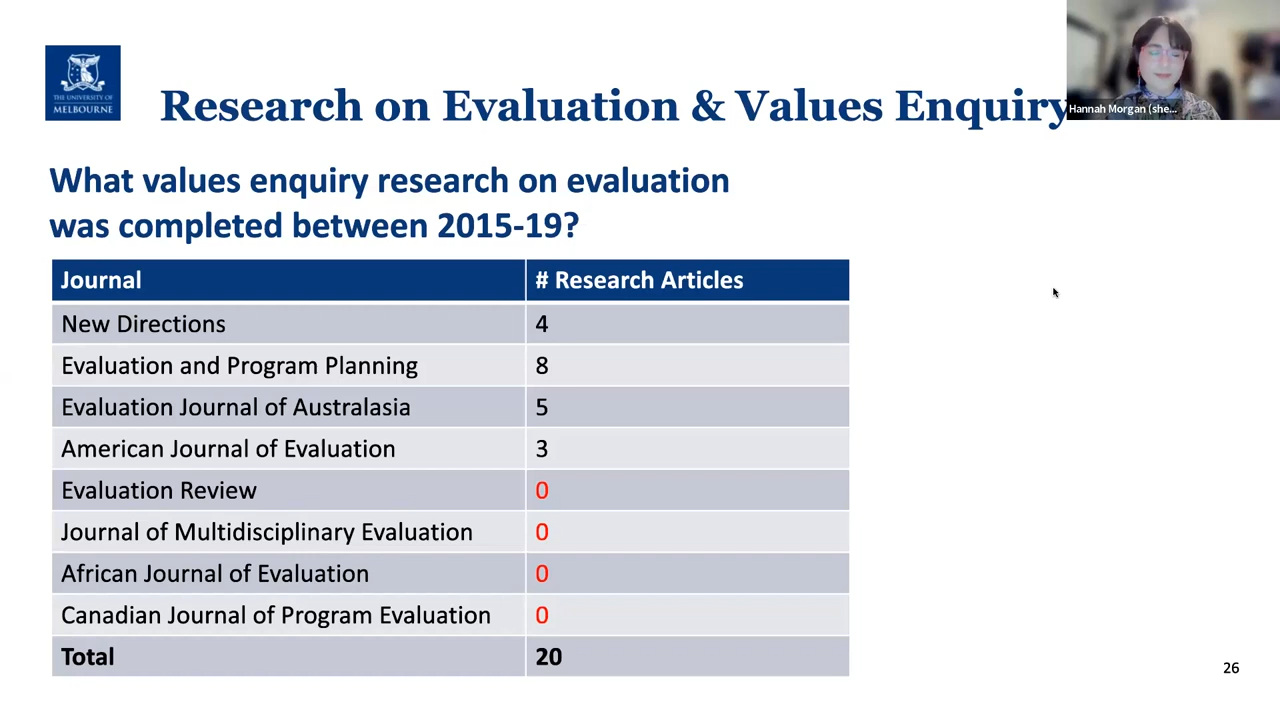 THE UNIVERSITY OF
MELBOURNE
Research on Evaluation & Values Enquiry
Hannah Morgan (she...
What values enquiry research on evaluation
was completed between 2015-19?
Journal # Research Articles
New Directions 4
Evaluation and Program Planning 8
Evaluation Journal of Australasia 5
American Journal of Evaluation 3
Evaluation Review 0
Journal of Multidisciplinary Evaluation 0
African Journal of Evaluation 0
Canadian Journal of Program Evaluation 0
Total 20
26